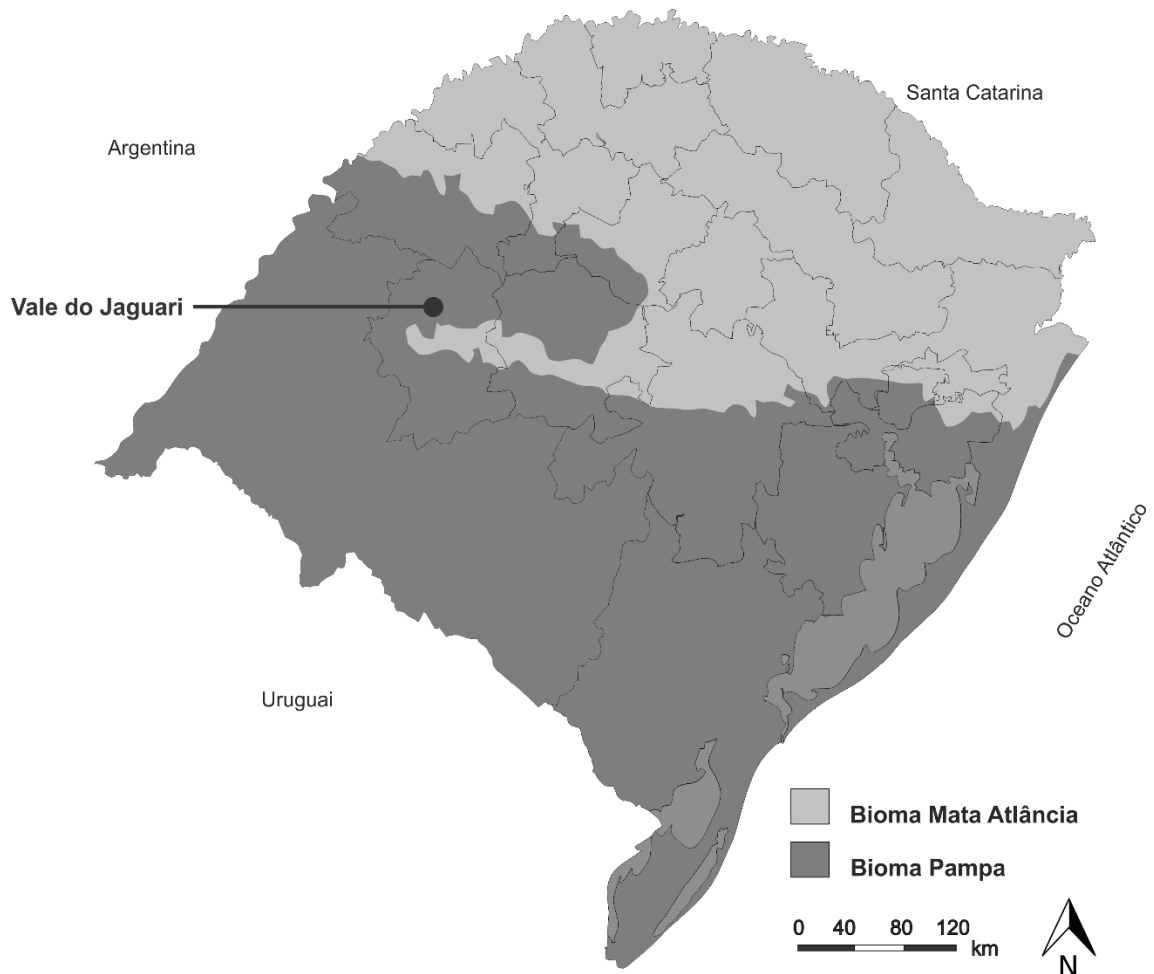 Santa Catarina
Argentina
Vale do Jaguari
Oceano Atlântico
Uruguai
Bioma Mata Atlância
Bioma Pampa
0 40 80 120
km
N